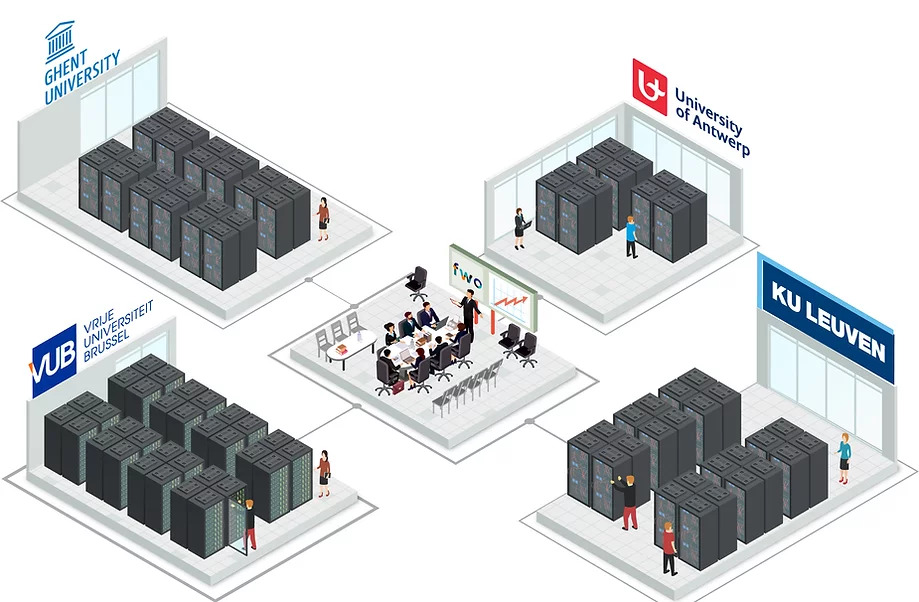 GHENT
UNIVERSITY
University
of Antwerp
fwo
VUB
VRIJE
UNIVERSITEIT
BRUSSEL
KU LEUVEN